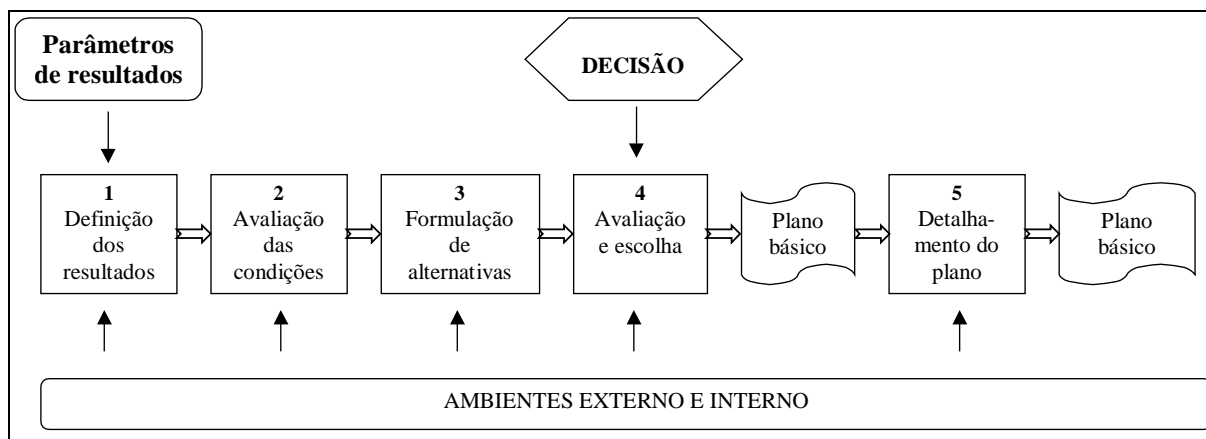 Parâmetros
de resultados
DECISÃO
1
Definição
dos
resultados
2
Avaliação
das
condições
3
Formulação
de
alternativas
4
Avaliação
e escolha
Plano
básico
5
Detalha-
mento do
plano
Plano
básico
AMBIENTES EXTERNO E INTERNO